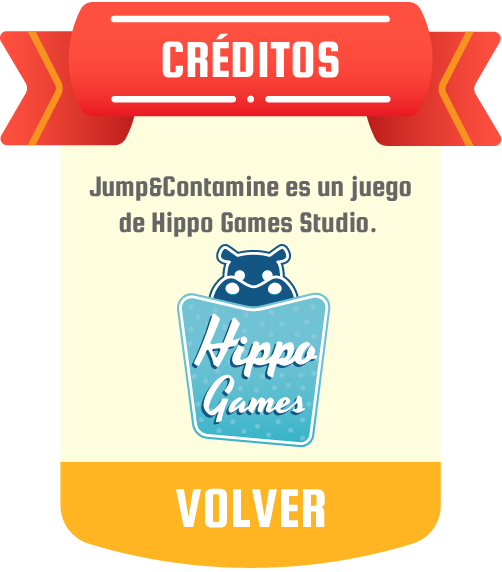 CRÉDITOS
Jump&Contamine es un juego
de Hippo Games Studio.
Hippo
Games
VOLVER